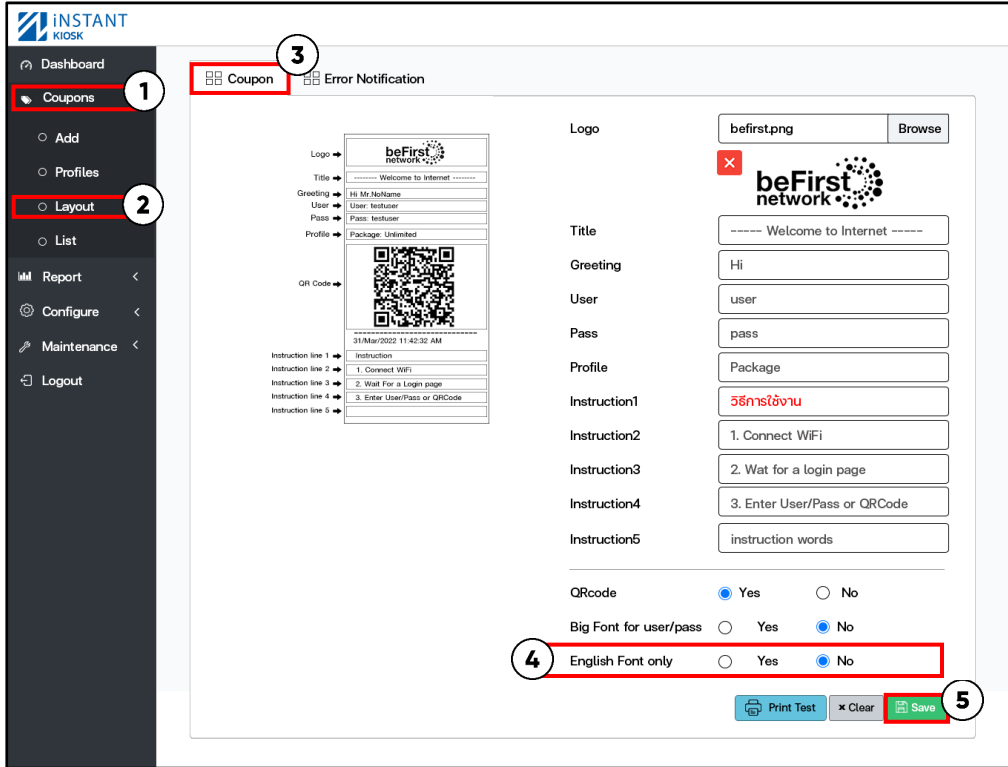 iNSTANT
KIOSK
Dashboard
1
Coupons
Add
Profiles
2
Layout
List
Report
Configure
Maintenance
Logout
3
Coupon
Error Notification
Logo
beFirst
network
Title
-------- Welcome to Internet --------
Greeting
Hi Mr.NoName
User
User: testuser
Pass
Pass: testuser
Profile
Package: Unlimited
QR Code
-------------------------------
31/Mar/2022 11:42:32 AM
Instruction line 1
Instruction
Instruction line 2
1. Connect WiFi
Instruction line 3
2. Wait For a Login page
Instruction line 4
3. Enter User/Pass or QRCode
Instruction line 5
Logo
befirst.png
Browse
beFirst
network
Title
----- Welcome to Internet -----
Greeting
Hi
User
user
Pass
pass
Profile
Package
Instruction1
วิธีการใช้งาน
Instruction2
1. Connect WiFi
Instruction3
2. Wat for a login page
Instruction4
3. Enter User/Pass or QRCode
Instruction5
instruction words
QRcode
Yes
No
Big Font for user/pass
Yes
No
4
English Font only
Yes
No
Print Test
× Clear
Save
5